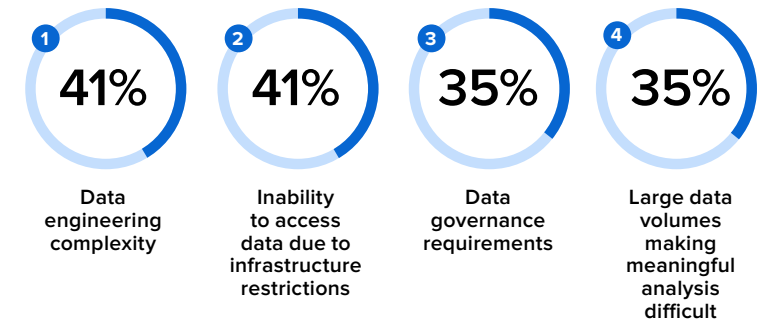 1
41%
Data
engineering
complexity
2
41%
Inability
to access
data due to
infrastructure
restrictions
3
35%
Data
governance
requirements
4
35%
Large data
volumes
making
meaningful
analysis
difficult